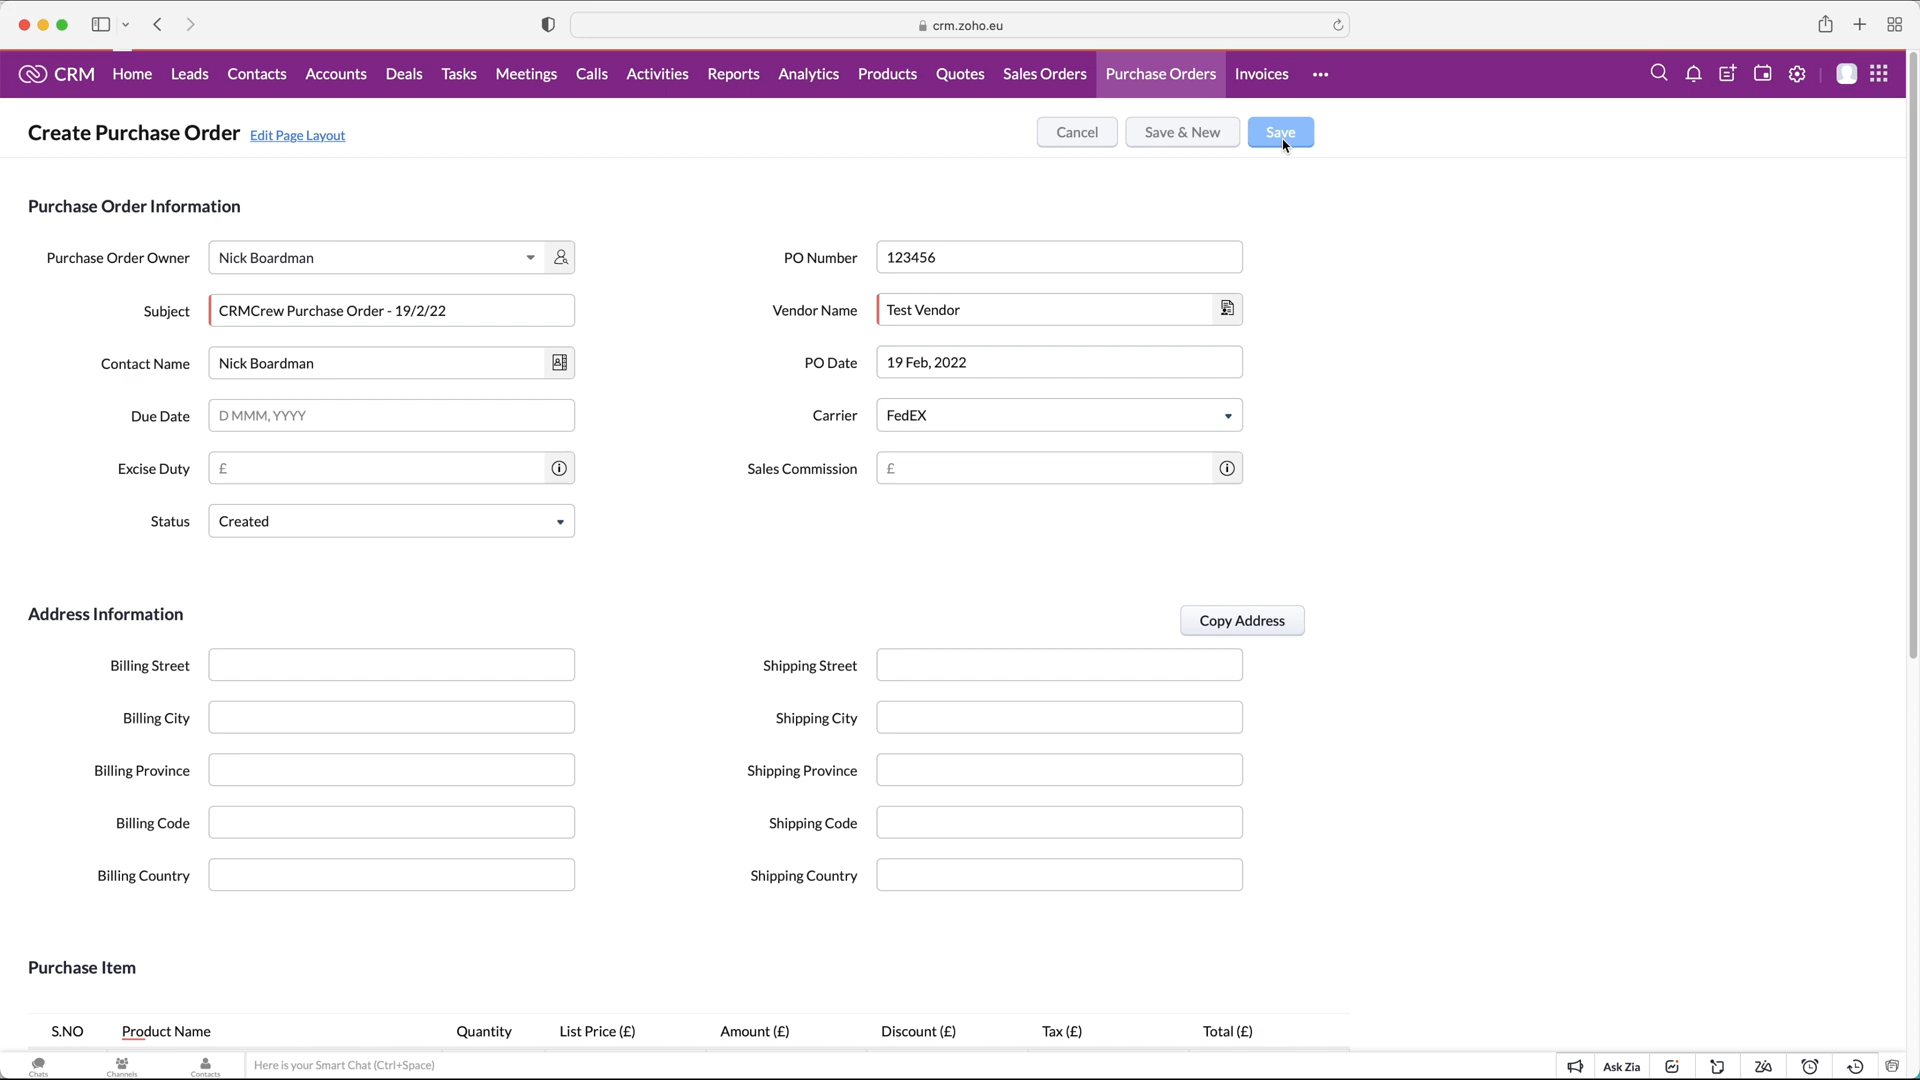 crm.zoho.eu
CRM Home Leads Contacts Accounts Deals Tasks Meetings Calls Activities Reports Analytics Products Quotes Sales Orders Purchase Orders Invoices
Create Purchase Order Edit Page Layout Cancel Save & New Save
Purchase Order Information
Purchase Order Owner Nick Boardman PO Number 123456
Subject CRMCrew Purchase Order - 19/2/22 Vendor Name Test Vendor
Contact Name Nick Boardman PO Date 19 Feb, 2022
Due Date D MMM, YYYY Carrier FedEX
Excise Duty £ Sales Commission £
Status Created
Address Information Copy Address
Billing Street Shipping Street
Billing City Shipping City
Billing Province Shipping Province
Billing Code Shipping Code
Billing Country Shipping Country
Purchase Item
S.NO Product Name Quantity List Price (£) Amount (£) Discount (£) Tax (£) Total (£)
Chats Channels Contacts Here is your Smart Chat (Ctrl+Space) Ask Zia